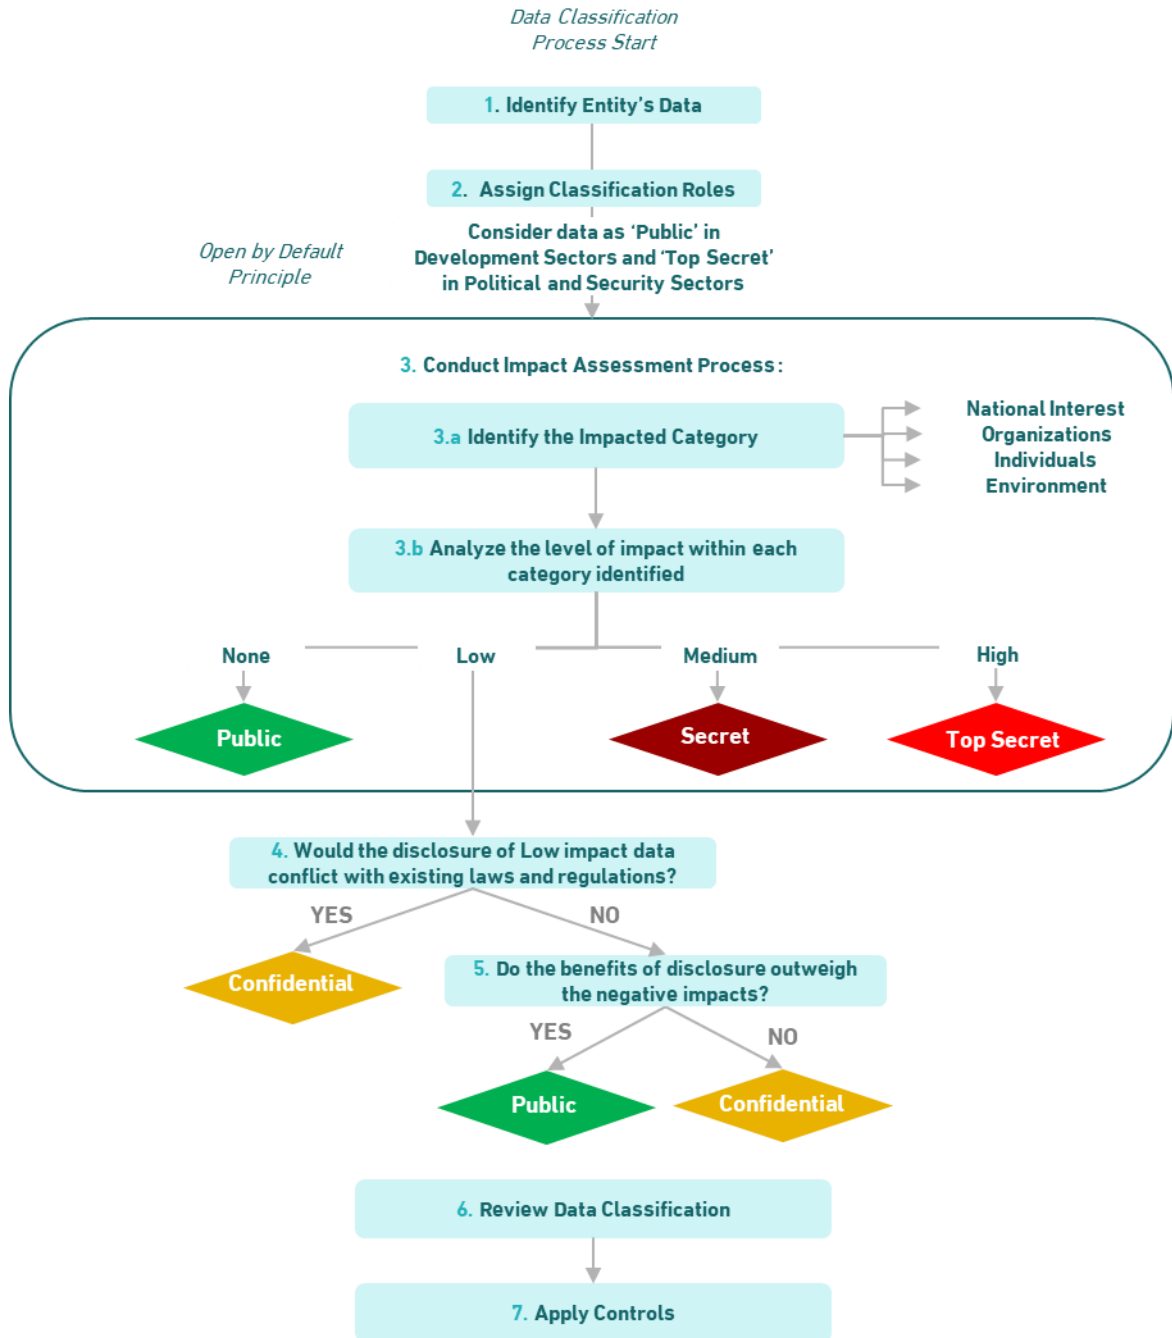 Data Classification
Process Start
1. Identify Entity's Data
2. Assign Classification Roles
Open by Default
Principle
Consider data as ‘Public’ in
Development Sectors and ‘Top Secret’
in Political and Security Sectors
3. Conduct Impact Assessment Process:
3.a Identify the Impacted Category
National Interest
Organizations
Individuals
Environment
3.b Analyze the level of impact within each
category identified
None
Low
Medium
High
Public
Secret
Top Secret
4. Would the disclosure of Low impact data
conflict with existing laws and regulations?
YES
NO
Confidential
5. Do the benefits of disclosure outweigh
the negative impacts?
YES
NO
Public
Confidential
6. Review Data Classification
7. Apply Controls